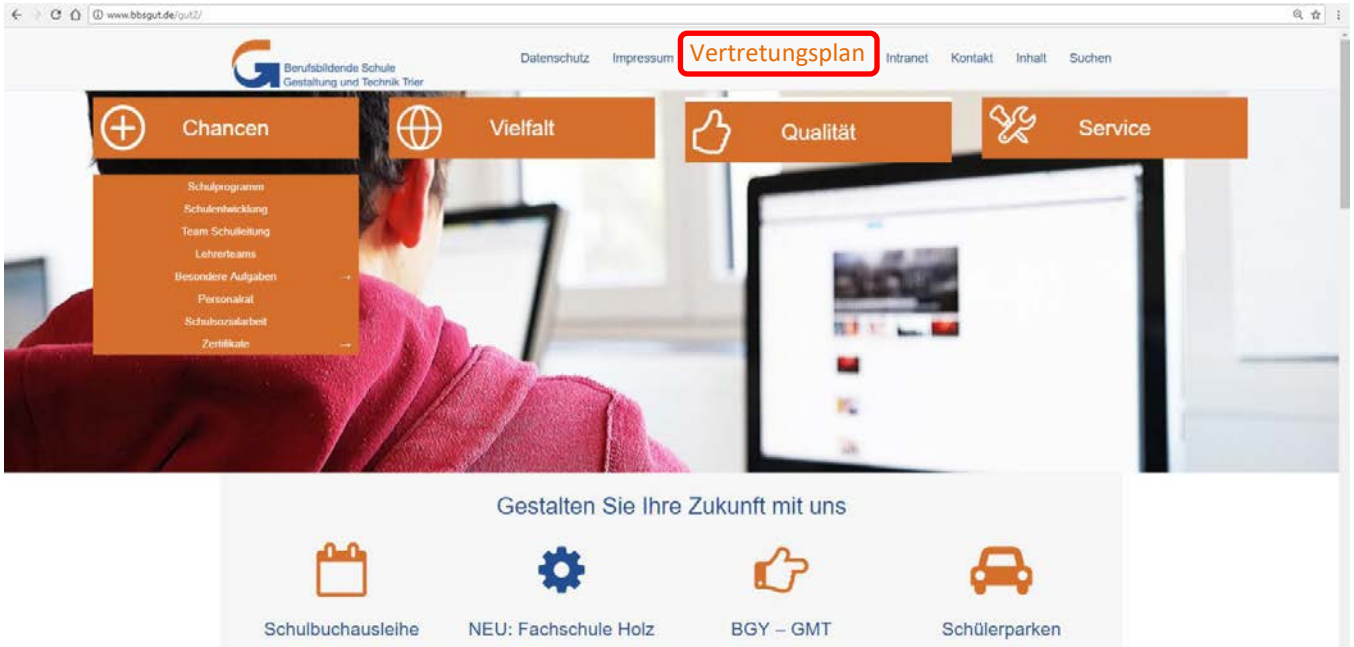 www.bbsgut.de/gut2/
Berufsbildende Schule
Gestaltung und Technik Trier
Datenschutz Impressum Vertretungsplan Intranet Kontakt Inhalt Suchen
Chancen Vielfalt Qualität Service
Schulprogramm
Schulentwicklung
Team Schulleitung
Lehrerteams
Besondere Aufgaben →
Personalrat
Schulsozialarbeit
Zertifikate →
Gestalten Sie Ihre Zukunft mit uns
Schulbuchausleihe NEU: Fachschule Holz BGY – GMT Schülerparken